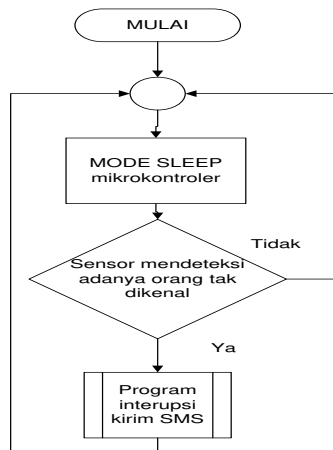 MULAI
MODE SLEEP
mikrokontroler
Tidak
Sensor mendeteksi
adanya orang tak
dikenal
Ya
Program
interupsi
kirim SMS